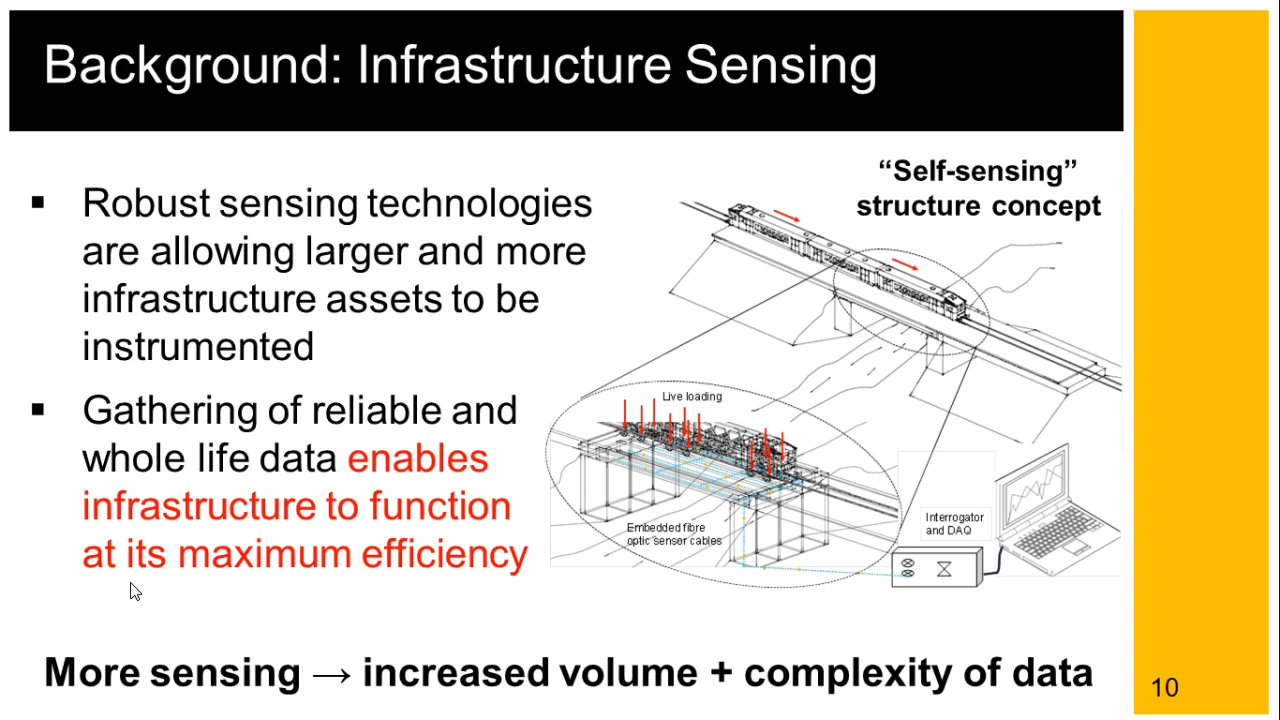 Background: Infrastructure Sensing
▪ Robust sensing technologies
are allowing larger and more
infrastructure assets to be
instrumented
▪ Gathering of reliable and
whole life data enables
infrastructure to function
at its maximum efficiency
“Self-sensing”
structure concept
Live loading
Embedded fibre
optic senser cables
Interrogator
and DAQ
More sensing → increased volume + complexity of data
10